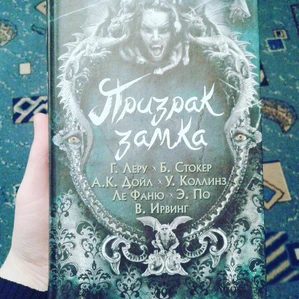 Призрак
замка
Г. Леру х Б. Стокер
А.К. Дойл х У. Коллинз
Ле Фаню х Э. По
В. Ирвинг